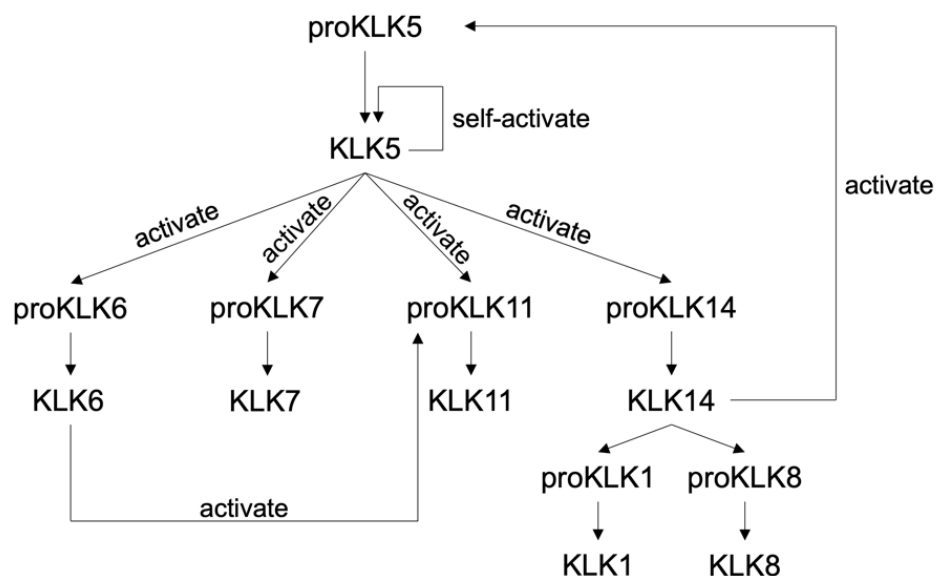 proKLK5
self-activate
KLK5
activate
activate
activate
activate
activate
proKLK6
proKLK7
proKLK11
proKLK14
KLK6
KLK7
KLK11
KLK14
proKLK1
proKLK8
activate
KLK1
KLK8